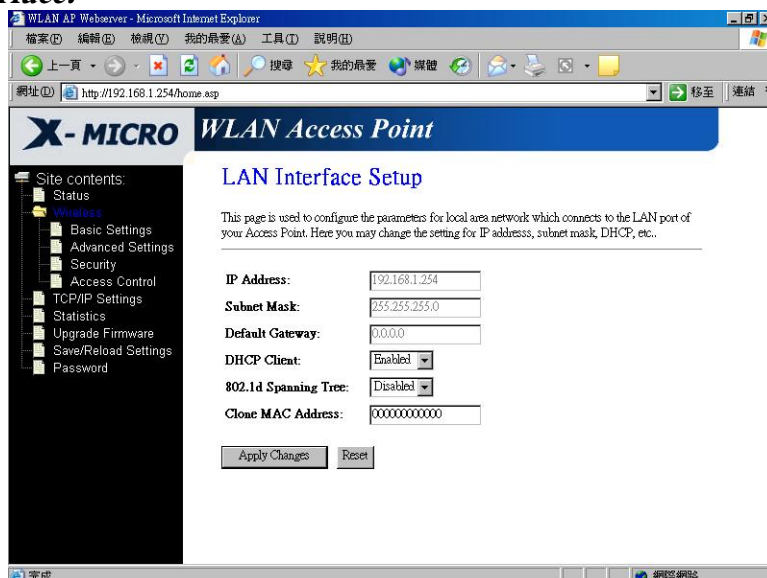 WLAN AP Webserver - Microsoft Internet Explorer
檔案(F) 編輯(E) 檢視(V) 我的最愛(A) 工具(T) 說明(H)
上一頁 搜尋 我的最愛 媒體
網址(D) http://192.168.1.254/home.asp 移至 連結
X-MICRO WLAN Access Point
Site contents:
Status
Wireless
Basic Settings
Advanced Settings
Security
Access Control
TCP/IP Settings
Statistics
Upgrade Firmware
Save/Reload Settings
Password
LAN Interface Setup
This page is used to configure the parameters for local area network which connects to the LAN port of
your Access Point. Here you may change the setting for IP addresss, subnet mask, DHCP, etc..
IP Address: 192.168.1.254
Subnet Mask: 255.255.255.0
Default Gateway: 0.0.0.0
DHCP Client: Enabled
802.1d Spanning Tree: Disabled
Clone MAC Address: 000000000000
Apply Changes Reset
完成 網際網路